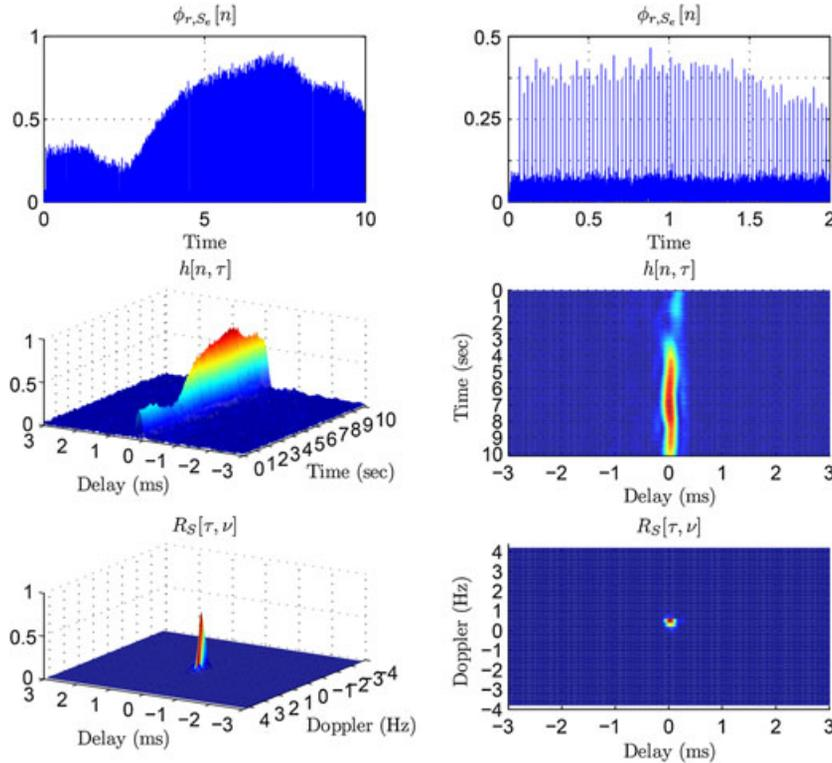 ϕ_{r,S_e}[n]
1
0.5
0
0 5 10
Time
ϕ_{r,S_e}[n]
0.5
0.25
0
0 0.5 1 1.5 2
Time
h[n, τ]
1
0.5
0
3 2 1 0 −1 −2 −3
Delay (ms)
0 1 2 3 4 5 6 7 8 9 10
Time (sec)
h[n, τ]
0
1
2
3
4
5
6
7
8
9
10
Time (sec)
−3 −2 −1 0 1 2 3
Delay (ms)
R_S[τ, ν]
1
0.5
0
3 2 1 0 −1 −2 −3
Delay (ms)
4 3 2 1 0 −1 −2 −3 −4
Doppler (Hz)
R_S[τ, ν]
4
3
2
1
0
−1
−2
−3
−4
Doppler (Hz)
−3 −2 −1 0 1 2 3
Delay (ms)